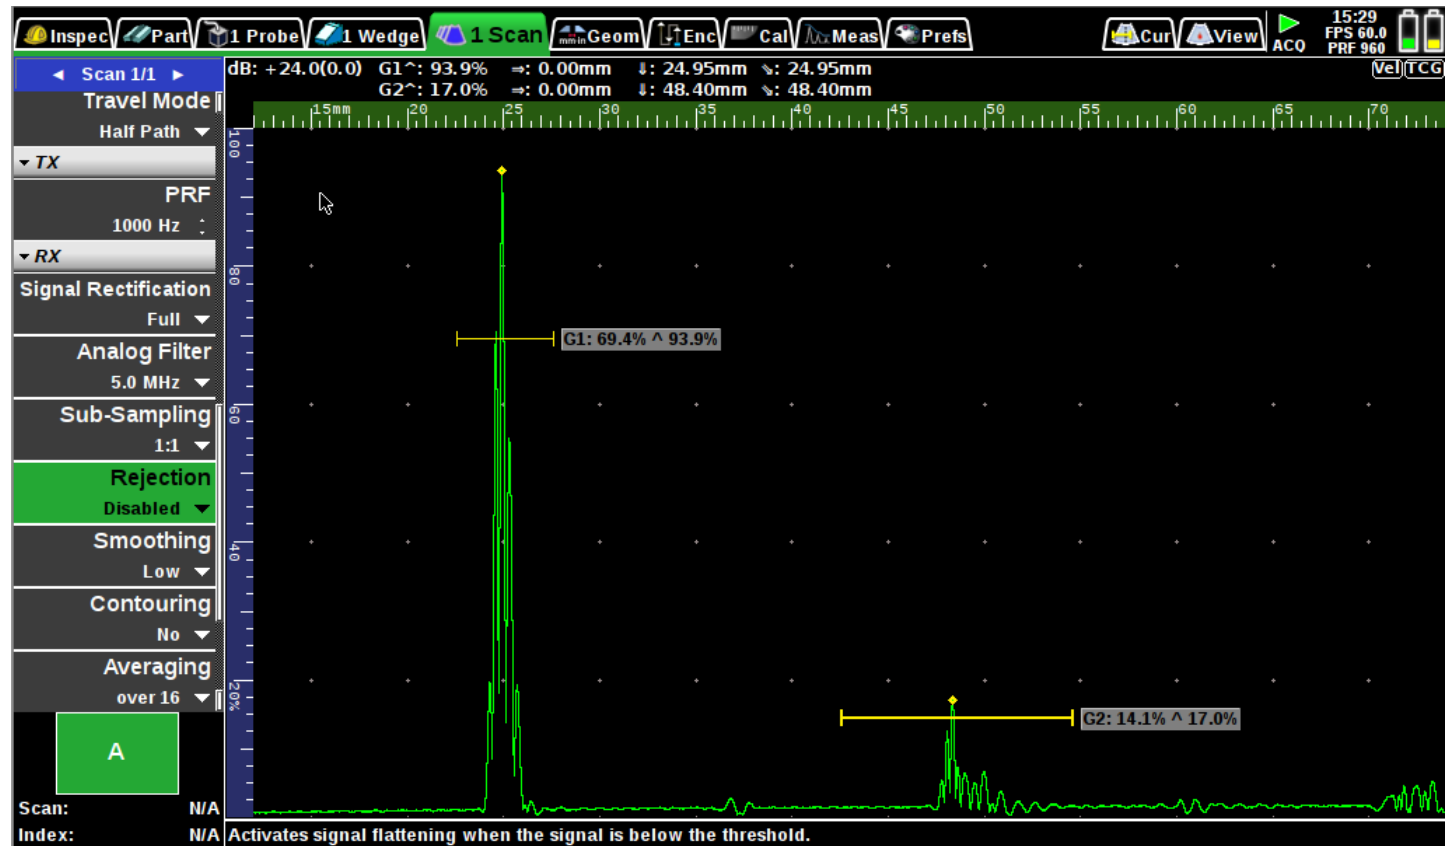 Inspec Part 1 Probe 1 Wedge 1 Scan Geom Enc Cal Meas Prefs Cur View ACQ 15:29
FPS 60.0
PRF 960
◄ Scan 1/1 ►
dB: +24.0(0.0) G1^: 93.9% ⇒: 0.00mm ⇓: 24.95mm ⇘: 24.95mm
G2^: 17.0% ⇒: 0.00mm ⇓: 48.40mm ⇘: 48.40mm
Vel TCG
15mm 20 25 30 35 40 45 50 55 60 65 70
100
80
60
40
20%
Travel Mode
Half Path
TX
PRF
1000 Hz
RX
Signal Rectification
Full
Analog Filter
5.0 MHz
Sub-Sampling
1:1
Rejection
Disabled
Smoothing
Low
Contouring
No
Averaging
over 16
A
Scan: N/A
Index: N/A
G1: 69.4% ^ 93.9%
G2: 14.1% ^ 17.0%
Activates signal flattening when the signal is below the threshold.